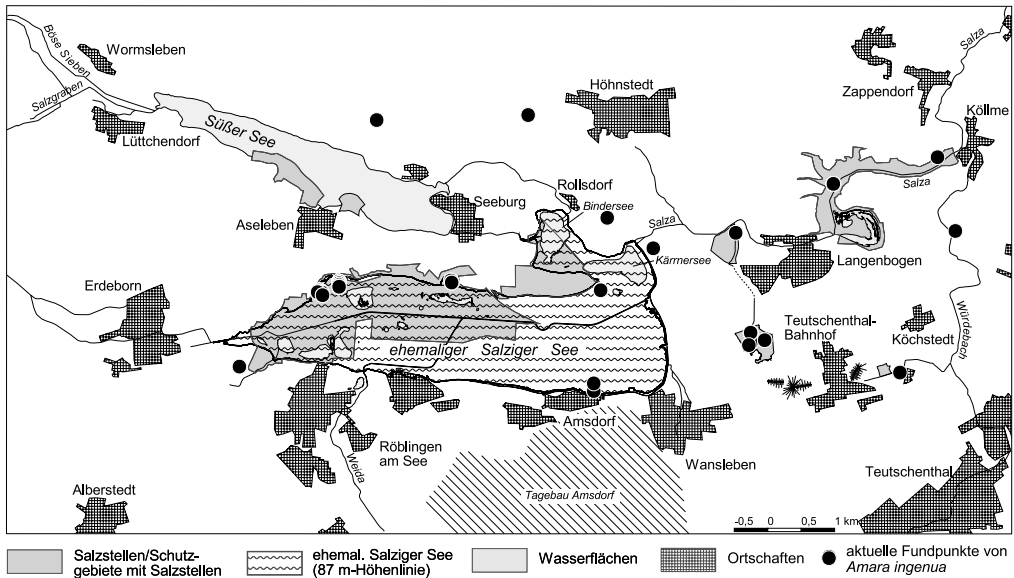 Böse Sieben
Wormsleben
Salzgraben
Lüttchendorf
Süßer See
Höhnstedt
Zappendorf
Salza
Köllme
Aseleben
Seeburg
Rollsdorf
Bindersee
Salza
Salza
Kärnersee
Langenbogen
Erdeborn
ehemaliger Salziger See
Teutschenthal-
Bahnhof
Köchstedt
Würdebach
Röblingen
am See
Weida
Amsdorf
Wansleben
Teutschenthal
Alberstedt
Tagebau Amsdorf
-0,5 0 0,5 1 km
Salzstellen/Schutz-
gebiete mit Salzstellen
ehemal. Salziger See
(87 m-Höhenlinie)
Wasserflächen
Ortschaften
aktuelle Fundpunkte von
Amara ingenua